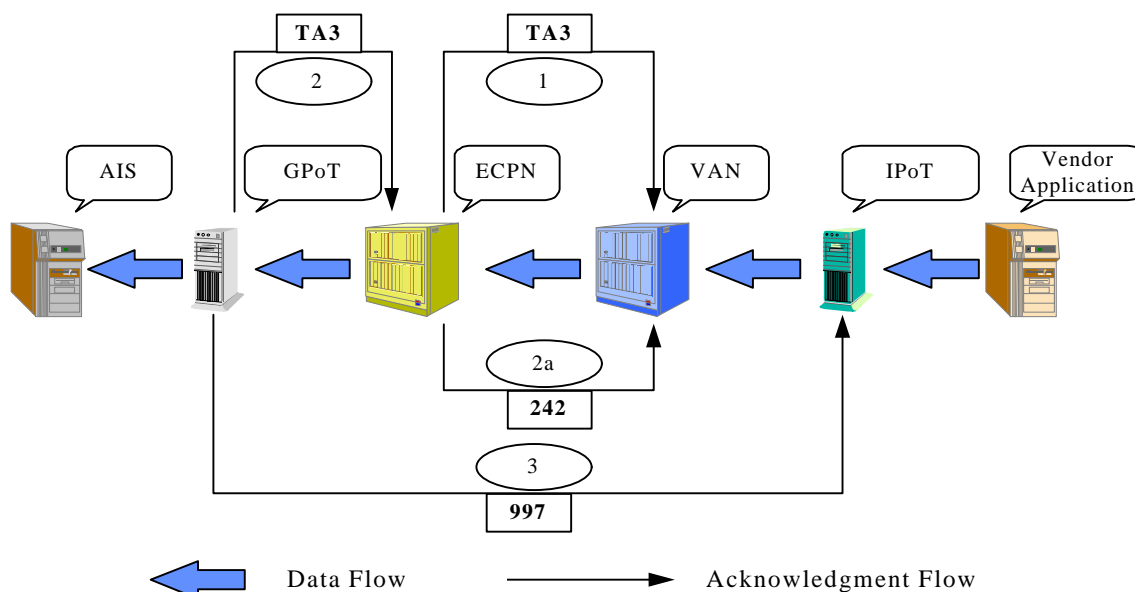 TA3
TA3
2
1
AIS
GPoT
ECPN
VAN
IPoT
Vendor
Application
2a
242
3
997
Data Flow
Acknowledgment Flow